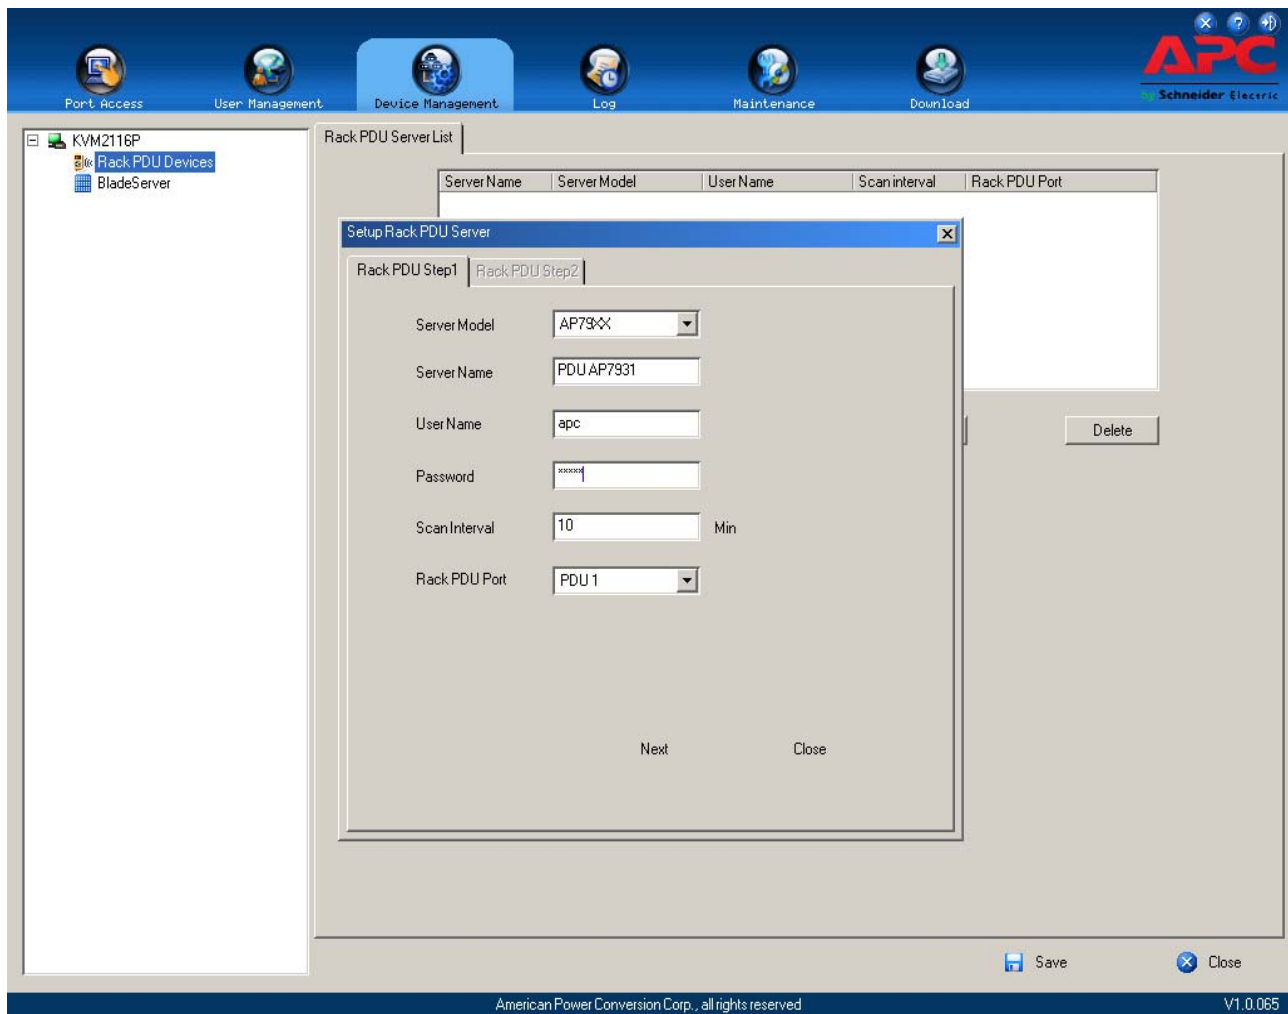 APC
by Schneider Electric
Port Access
User Management
Device Management
Log
Maintenance
Download
KVM2116P
Rack PDU Devices
BladeServer
Rack PDU Server List
Server Name Server Model User Name Scan interval Rack PDU Port
Setup Rack PDU Server
Rack PDU Step1 Rack PDU Step2
Server Model AP79XX
Server Name PDU AP7931
User Name apc
Password *****
Scan Interval 10 Min
Rack PDU Port PDU 1
Next Close
Delete
Save Close
American Power Conversion Corp., all rights reserved V1.0.065